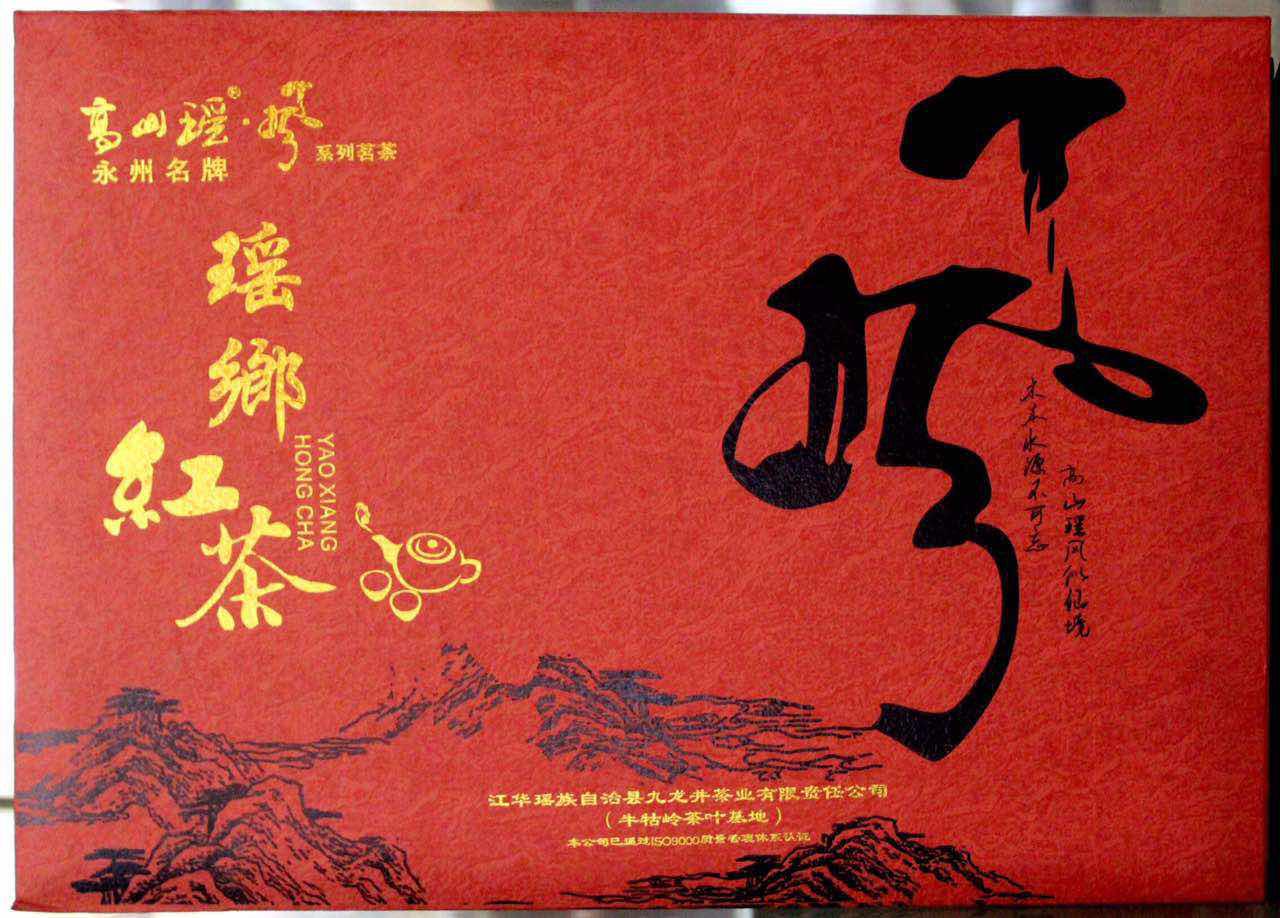 高山瑶®·
系列茗茶
永州名牌
瑶
鄉
紅
茶
YAO XIANG
HONG CHA
木本水源不可忘
高山瑶风似仙境
江华瑶族自治县九龙井茶业有限责任公司
（牛牯岭茶叶基地）
本公司已通过ISO9000质量管理体系认证